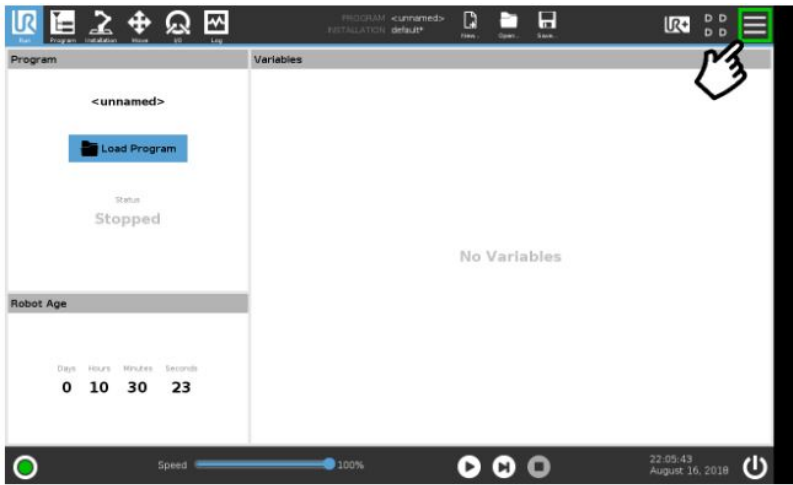 UR
Run
Program
Installation
Move
I/O
Log
PROGRAM <unnamed>
INSTALLATION default*
New...
Open...
Save...
UR+
D D
D D
Program
Variables
<unnamed>
Load Program
Status
Stopped
No Variables
Robot Age
Days Hours Minutes Seconds
0 10 30 23
Speed 100%
22:05:43
August 16, 2018